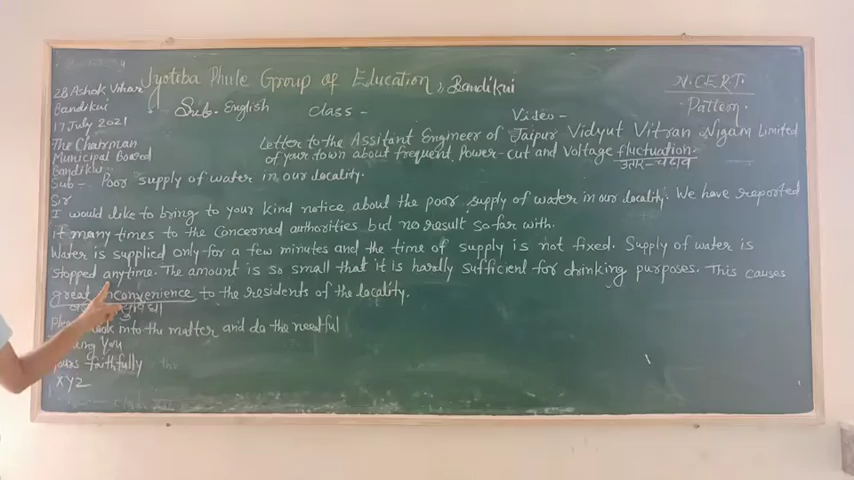 Jyoteba Phule Group of Education, Bandikui
N.CERT.
Pattern
28 Ashok Vihar
Bandikui
17 July 2021
Sub. English Class - Video -
Letter to the Assitant Engineer of Jaipur Vidyut Vitran Nigam Limited
of your town about frequent Power-cut and Voltage fluctuation.
उतार-चढाव
The Chairman
Municipal Boread
Bandikui
Sub - Poor supply of water in our locality.
Sir
I would like to bring to your kind notice about the poor supply of water in our locality. We have reported
it many times to the Concerned authorities but no result so far with.
Water is supplied only for a few minutes and the time of supply is not fixed. Supply of water is
stopped anytime. The amount is so small that it is hardly sufficient for drinking purposes. This causes
great inconvenience to the residents of the locality.
look into the matter and do the neetful
You
faithfully
XYZ